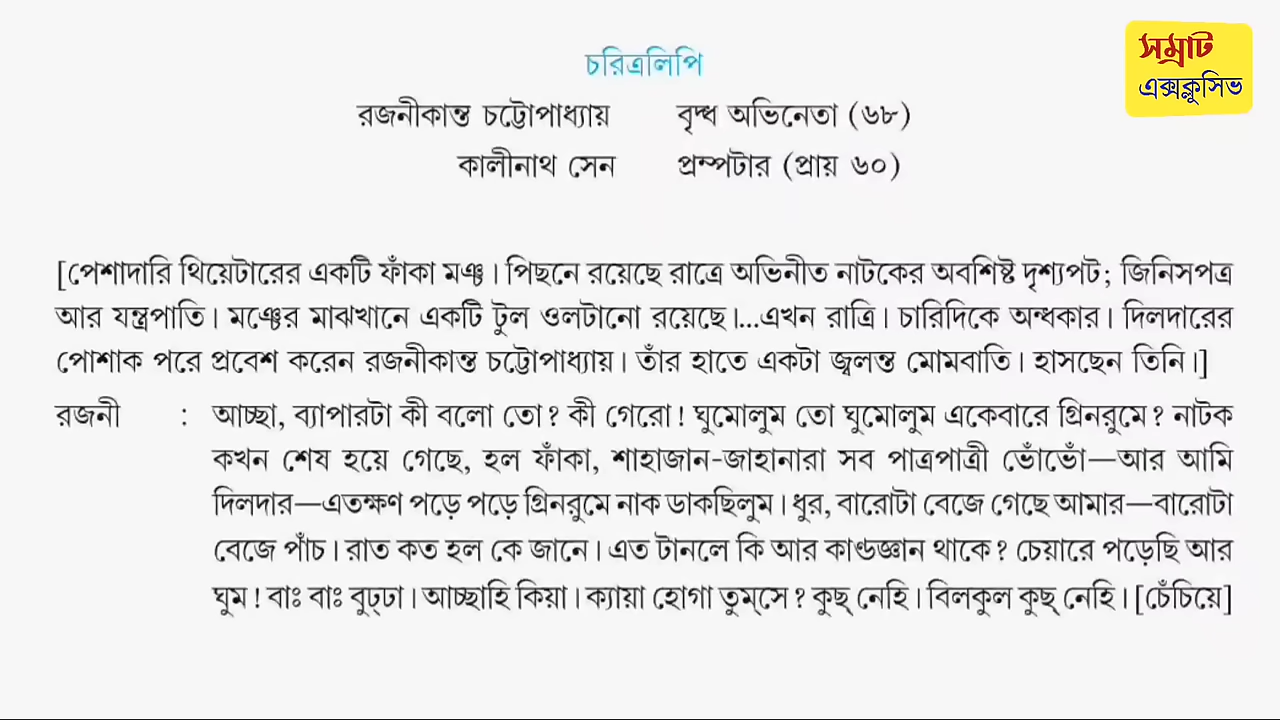 চরিত্রলিপি
সম্রাট
এক্সক্লুসিভ
রজনীকান্ত চট্টোপাধ্যায় বৃদ্ধ অভিনেতা (৬৮)
কালীনাথ সেন প্রম্পটার (প্রায় ৬০)
[পেশাদারি থিয়েটারের একটি ফাঁকা মঞ্চ। পিছনে রয়েছে রাত্রে অভিনীত নাটকের অবশিষ্ট দৃশ্যপট; জিনিসপত্র
আর যন্ত্রপাতি। মঞ্চের মাঝখানে একটি টুল ওলটানো রয়েছে।...এখন রাত্রি। চারিদিকে অন্ধকার। দিলদারের
পোশাক পরে প্রবেশ করেন রজনীকান্ত চট্টোপাধ্যায়। তাঁর হাতে একটা জ্বলন্ত মোমবাতি। হাসছেন তিনি।]
রজনী : আচ্ছা, ব্যাপারটা কী বলো তো? কী গেরো! ঘুমোলুম তো ঘুমোলুম একেবারে গ্রিনরুমে? নাটক
কখন শেষ হয়ে গেছে, হল ফাঁকা, শাহাজান-জাহানারা সব পাত্রপাত্রী ভোঁভোঁ—আর আমি
দিলদার—এতক্ষণ পড়ে পড়ে গ্রিনরুমে নাক ডাকছিলুম। ধুর, বারোটা বেজে গেছে আমার—বারোটা
বেজে পাঁচ। রাত কত হল কে জানে। এত টানলে কি আর কাণ্ডজ্ঞান থাকে? চেয়ারে পড়েছি আর
ঘুম! বাঃ বাঃ বুঢ্ঢা। আচ্ছাহি কিয়া। ক্যায়া হোগা তুম্‌সে? কুছ্ নেহি। বিলকুল কুছ্ নেহি। [চেঁচিয়ে]